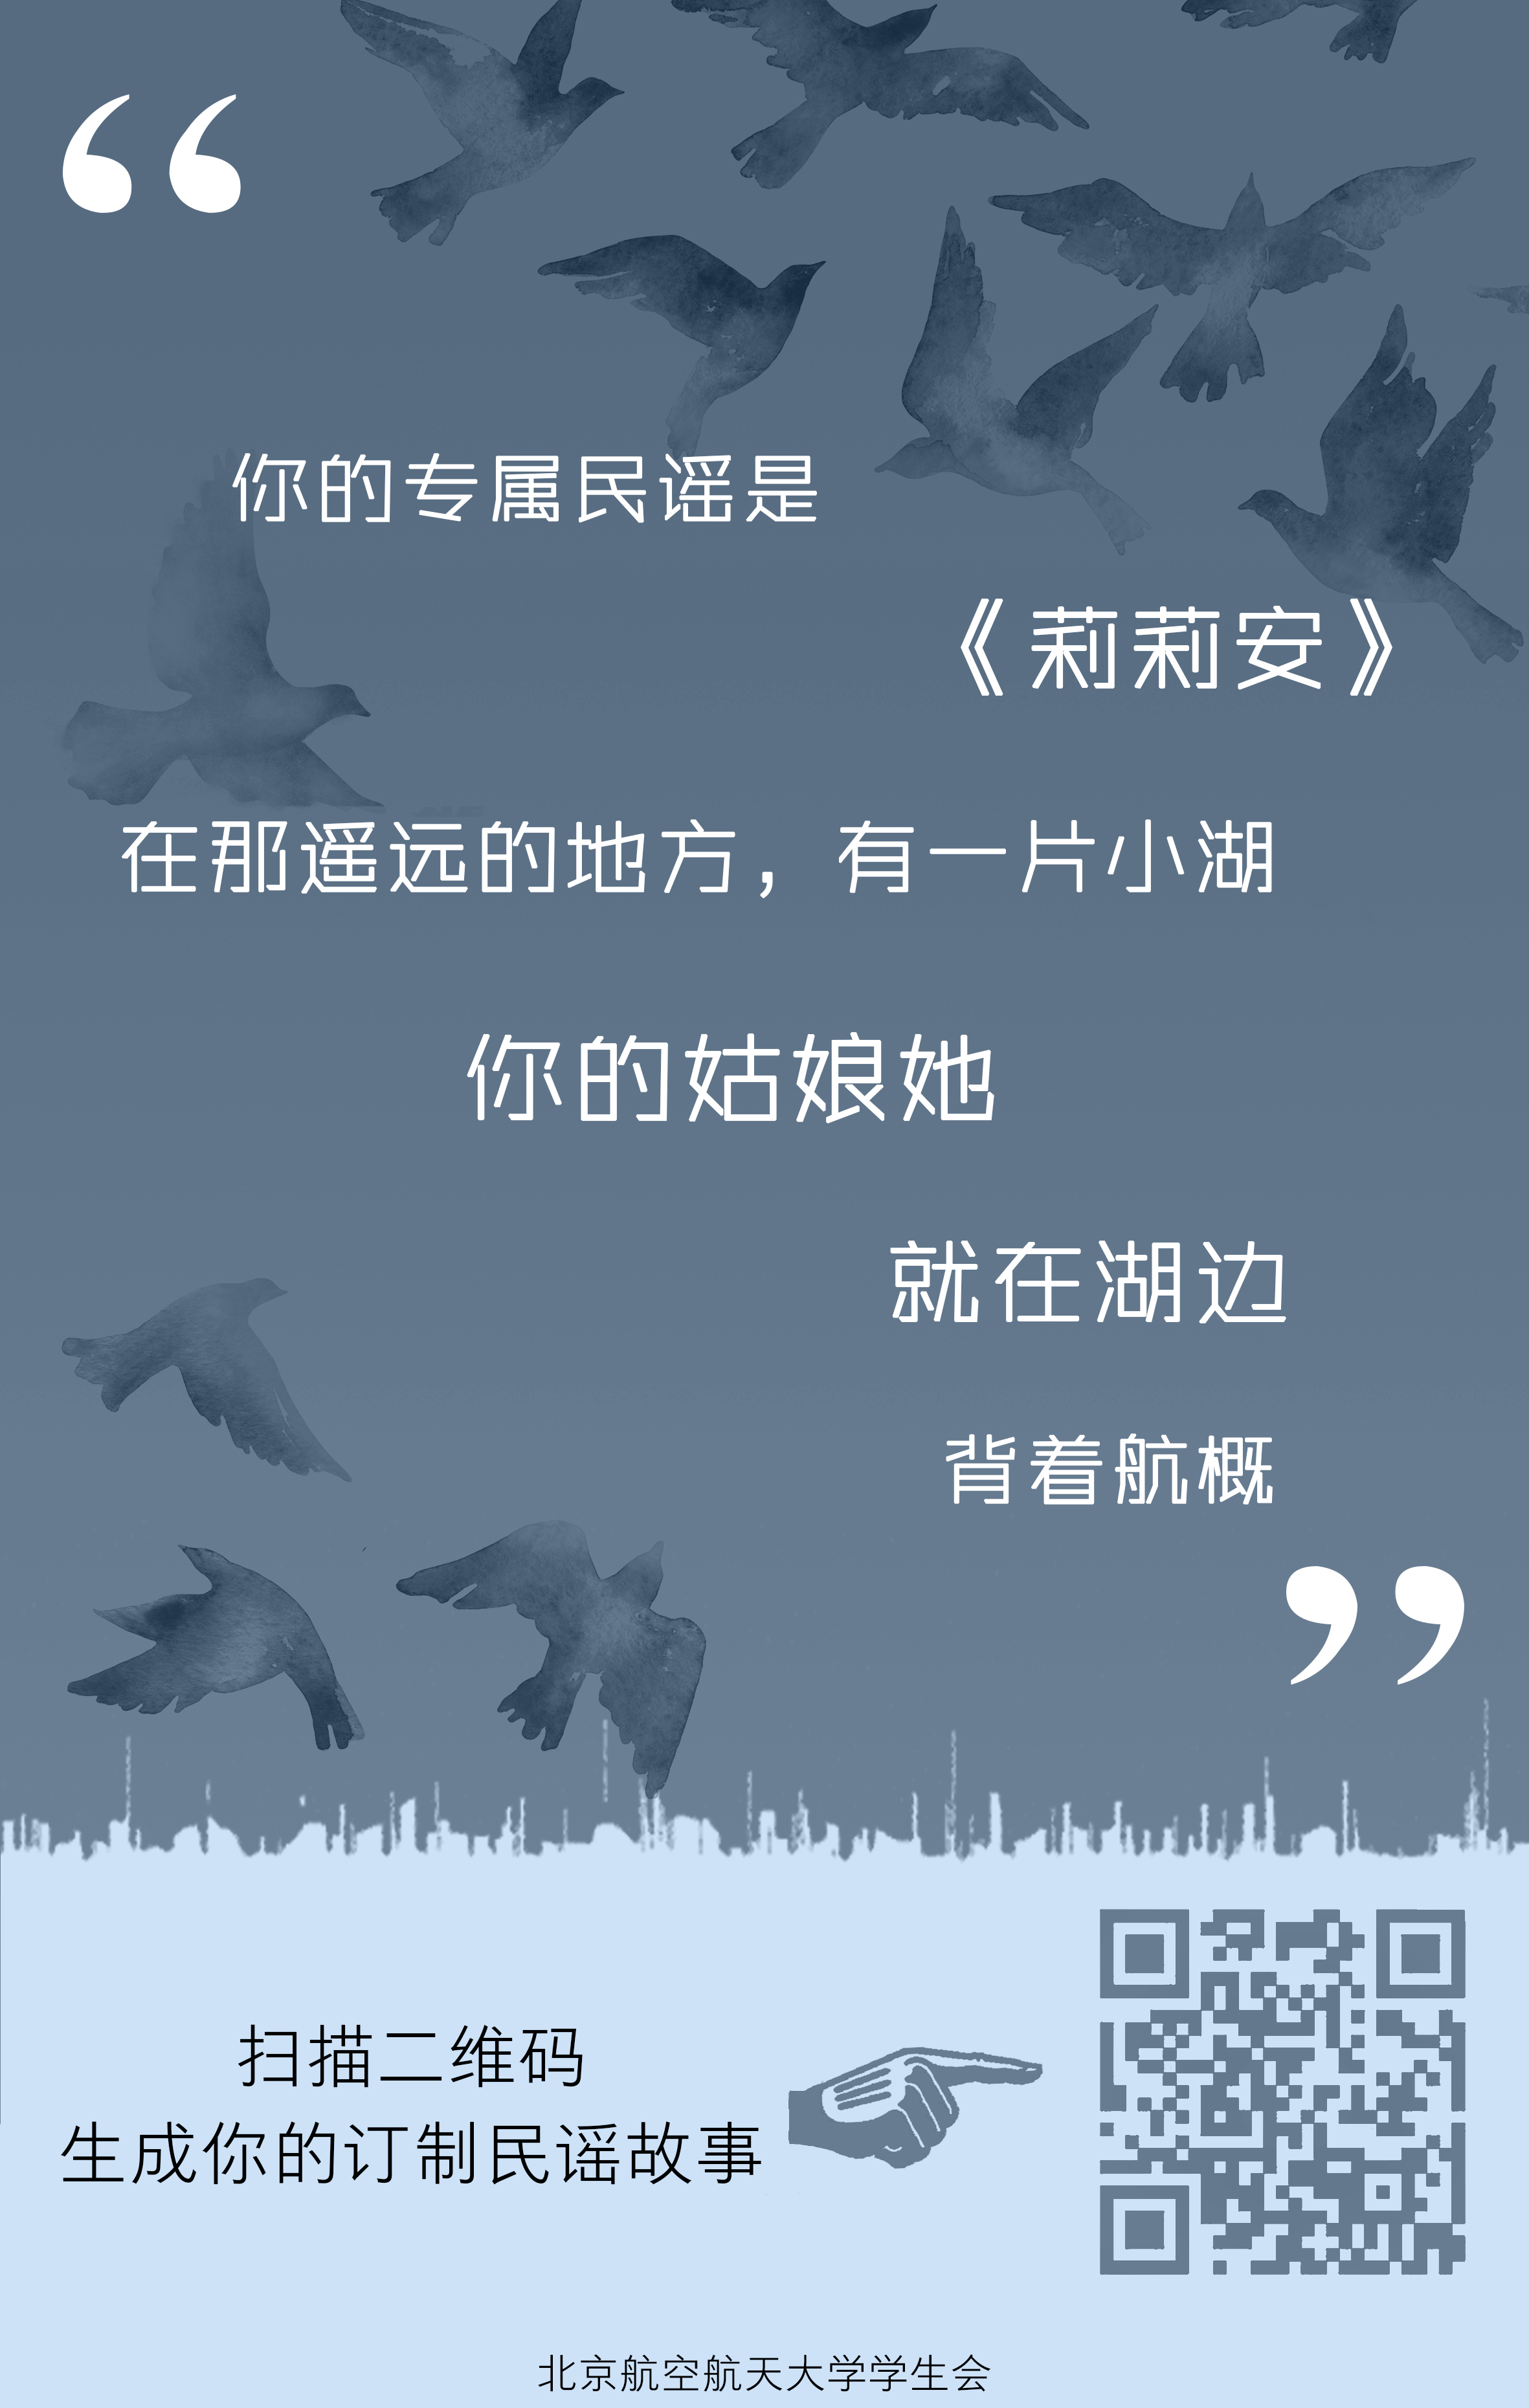 “
你的专属民谣是
《莉莉安》
在那遥远的地方，有一片小湖
你的姑娘她
就在湖边
背着航概
”
扫描二维码
生成你的订制民谣故事
北京航空航天大学学生会